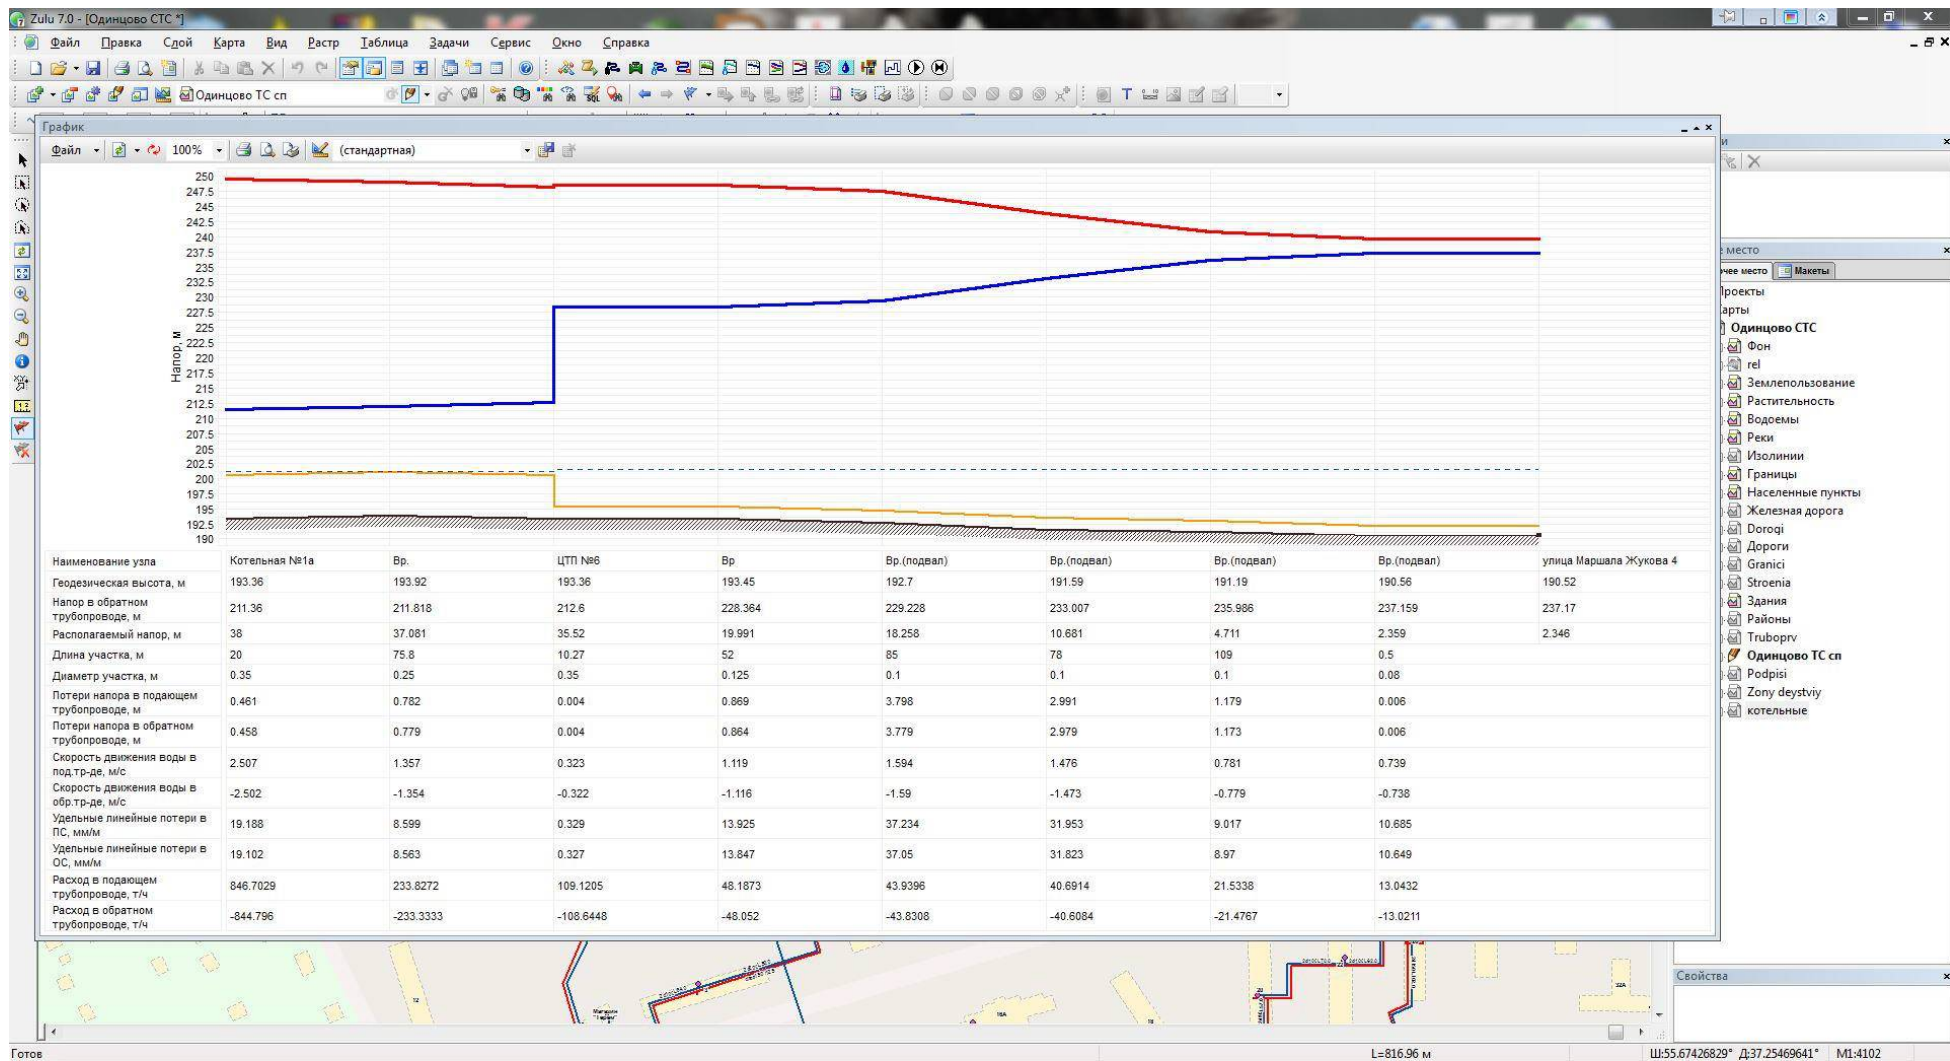 Zulu 7.0 - [Одинцово СТС *]
Файл Правка Слой Карта Вид Растр Таблица Задачи Сервис Окно Справка
Одинцово ТС сп
График
Файл 100% (стандартная)
Напор, м
250
247.5
245
242.5
240
237.5
235
232.5
230
227.5
225
222.5
220
217.5
215
212.5
210
207.5
205
202.5
200
197.5
195
192.5
190
Наименование узла Котельная №1а Вр. ЦТП №6 Вр Вр.(подвал) Вр.(подвал) Вр.(подвал) Вр.(подвал) улица Маршала Жукова 4
Геодезическая высота, м 193.36 193.92 193.36 193.45 192.7 191.59 191.19 190.56 190.52
Напор в обратном
трубопроводе, м 211.36 211.818 212.6 228.364 229.228 233.007 235.986 237.159 237.17
Располагаемый напор, м 38 37.081 35.52 19.991 18.258 10.681 4.711 2.359 2.346
Длина участка, м 20 75.8 10.27 52 85 78 109 0.5
Диаметр участка, м 0.35 0.25 0.35 0.125 0.1 0.1 0.1 0.08
Потери напора в подающем
трубопроводе, м 0.461 0.782 0.004 0.869 3.798 2.991 1.179 0.006
Потери напора в обратном
трубопроводе, м 0.458 0.779 0.004 0.864 3.779 2.979 1.173 0.006
Скорость движения воды в
под.тр-де, м/с 2.507 1.357 0.323 1.119 1.594 1.476 0.781 0.739
Скорость движения воды в
обр.тр-де, м/с -2.502 -1.354 -0.322 -1.116 -1.59 -1.473 -0.779 -0.738
Удельные линейные потери в
ПС, мм/м 19.188 8.599 0.329 13.925 37.234 31.953 9.017 10.685
Удельные линейные потери в
ОС, мм/м 19.102 8.563 0.327 13.847 37.05 31.823 8.97 10.649
Расход в подающем
трубопроводе, т/ч 846.7029 233.8272 109.1205 48.1873 43.9396 40.6914 21.5338 13.0432
Расход в обратном
трубопроводе, т/ч -844.796 -233.3333 -108.6448 -48.052 -43.8308 -40.6084 -21.4767 -13.0211
место
чее место Макеты
Проекты
арты
Одинцово СТС
Фон
rel
Землепользование
Растительность
Водоемы
Реки
Изолинии
Границы
Населенные пункты
Железная дорога
Dorogi
Дороги
Granici
Stroenia
Здания
Районы
Truboprv
Одинцово ТС сп
Podpisi
Zony deystviy
котельные
Свойства
12
Магазин
16А
18
32А
Готов L=816.96 м Ш:55.67426829° Д:37.25469641° М1:4102